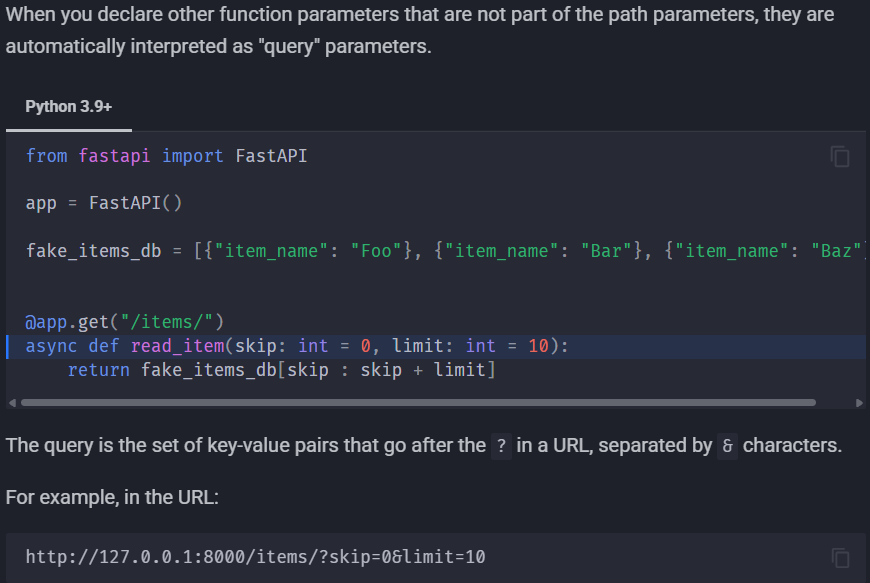 When you declare other function parameters that are not part of the path parameters, they are
automatically interpreted as "query" parameters.
Python 3.9+
from fastapi import FastAPI
app = FastAPI()
fake_items_db = [{"item_name": "Foo"}, {"item_name": "Bar"}, {"item_name": "Baz"}
@app.get("/items/")
async def read_item(skip: int = 0, limit: int = 10):
    return fake_items_db[skip : skip + limit]
The query is the set of key-value pairs that go after the ? in a URL, separated by & characters.
For example, in the URL:
http://127.0.0.1:8000/items/?skip=0&limit=10